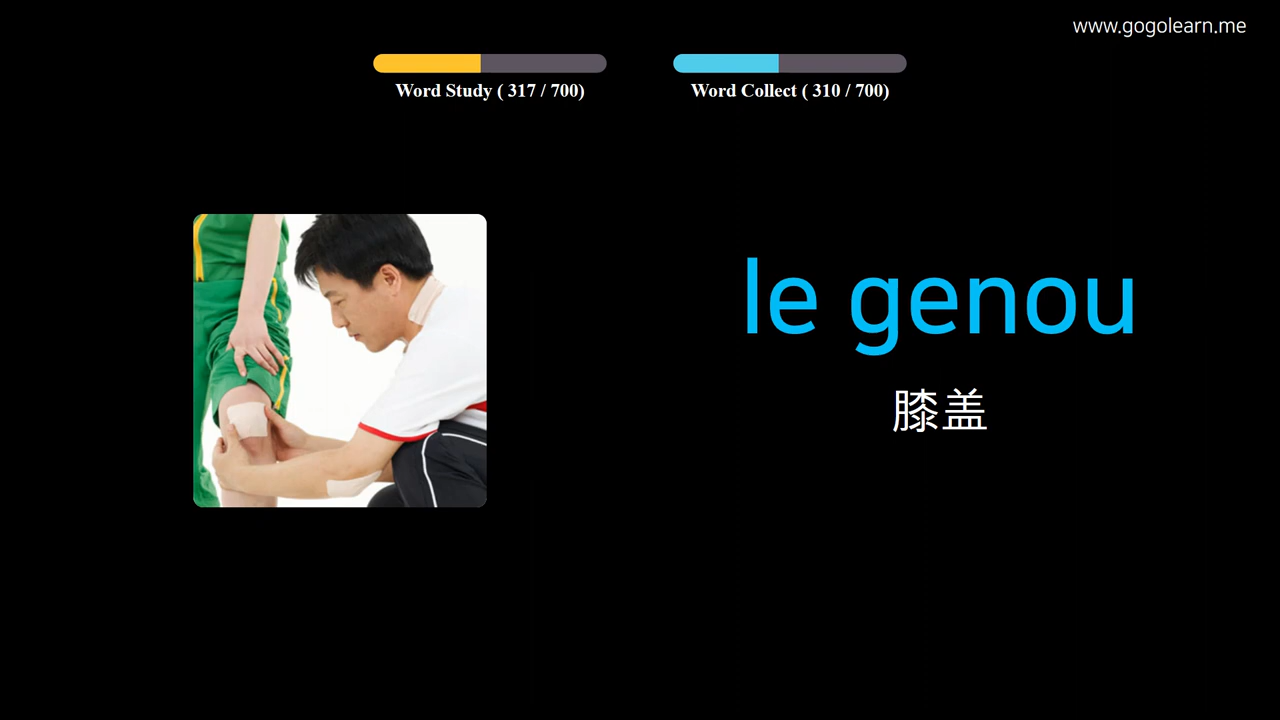 www.gogolearn.me
Word Study ( 317 / 700)
Word Collect ( 310 / 700)
le genou
膝盖